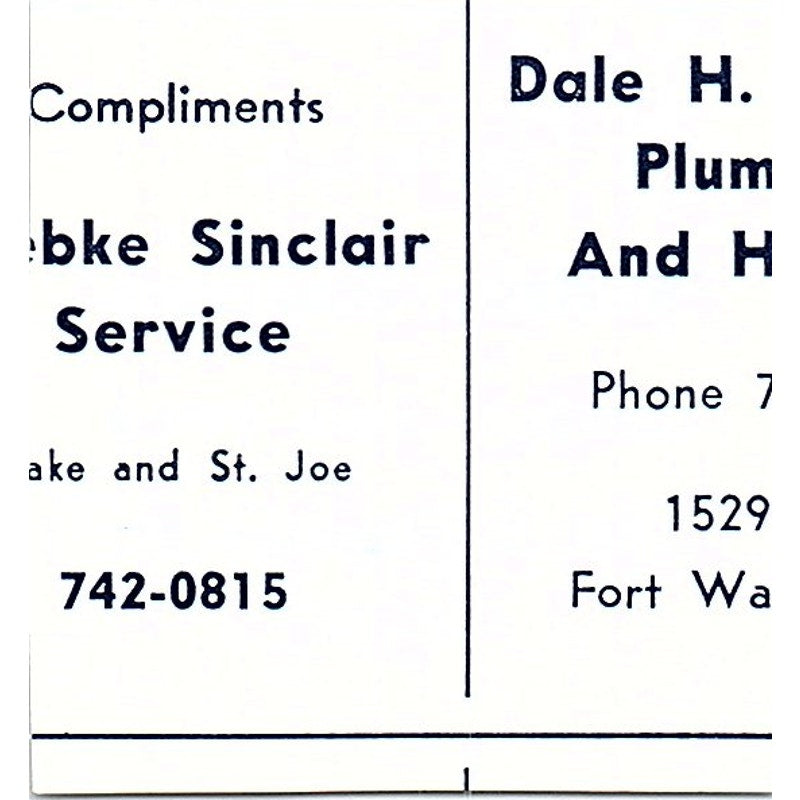 Compliments
ebke Sinclair
Service
ake and St. Joe
742-0815
Dale H.
Plum
And H
Phone 7
1529
Fort Wa